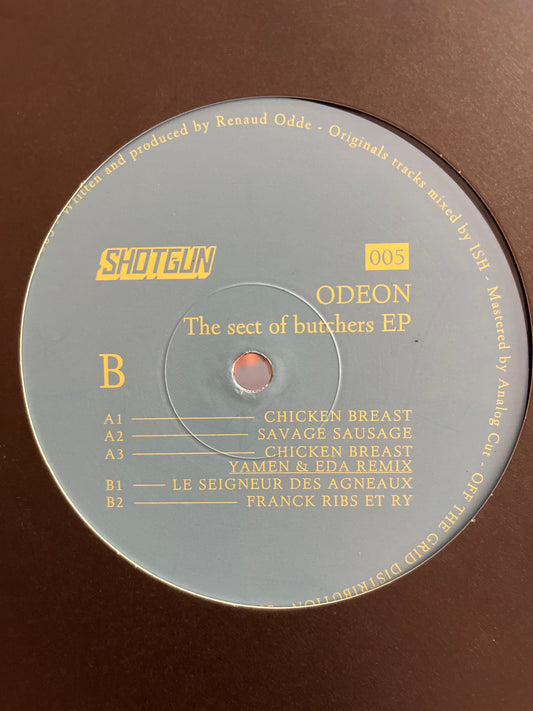 Written and produced by Renaud Odde - Originals tracks mixed by ISH - Mastered by Analog Cut - OFF THE GRID DISTRIBUTION
SHOTGUN
005
ODEON
The sect of butchers EP
B
A1 CHICKEN BREAST
A2 SAVAGE SAUSAGE
A3 CHICKEN BREAST
YAMEN & EDA REMIX
B1 LE SEIGNEUR DES AGNEAUX
B2 FRANCK RIBS ET RY